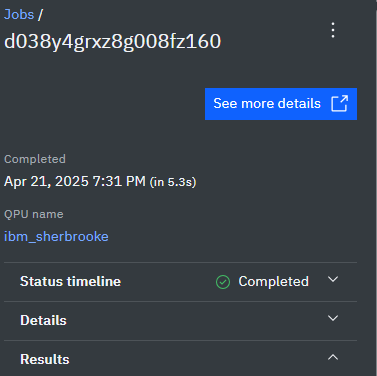 Jobs /
d038y4grxz8g008fz160
See more details
Completed
Apr 21, 2025 7:31 PM (in 5.3s)
QPU name
ibm_sherbrooke
Status timeline Completed
Details
Results